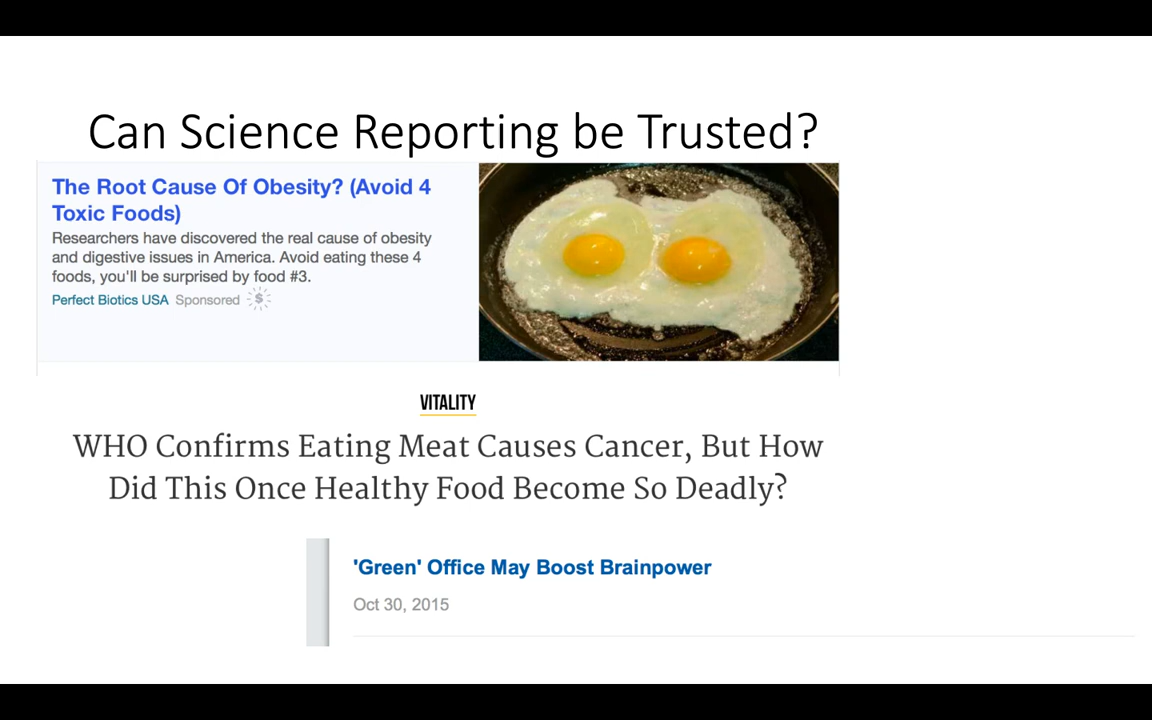 Can Science Reporting be Trusted?
The Root Cause Of Obesity? (Avoid 4
Toxic Foods)
Researchers have discovered the real cause of obesity
and digestive issues in America. Avoid eating these 4
foods, you'll be surprised by food #3.
Perfect Biotics USA Sponsored $
VITALITY
WHO Confirms Eating Meat Causes Cancer, But How
Did This Once Healthy Food Become So Deadly?
'Green' Office May Boost Brainpower
Oct 30, 2015